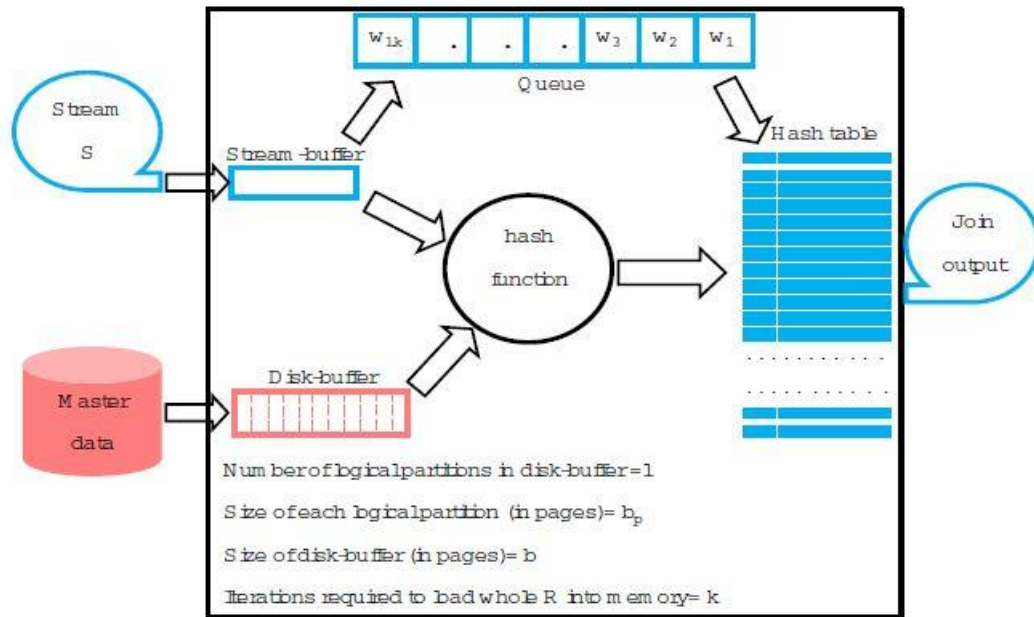 w1k . . . w3 w2 w1
Queue
Stream
S
Stream-buffer
Hash table
hash
function
Join
output
Master
data
Disk-buffer
. . . . . . . . . . .
. . . . . . . . . . .
Number of logical partitions in disk-buffer=l
Size of each logical partition (in pages)= bp
Size of disk-buffer (in pages)= b
Iterations required to load whole R into memory= k